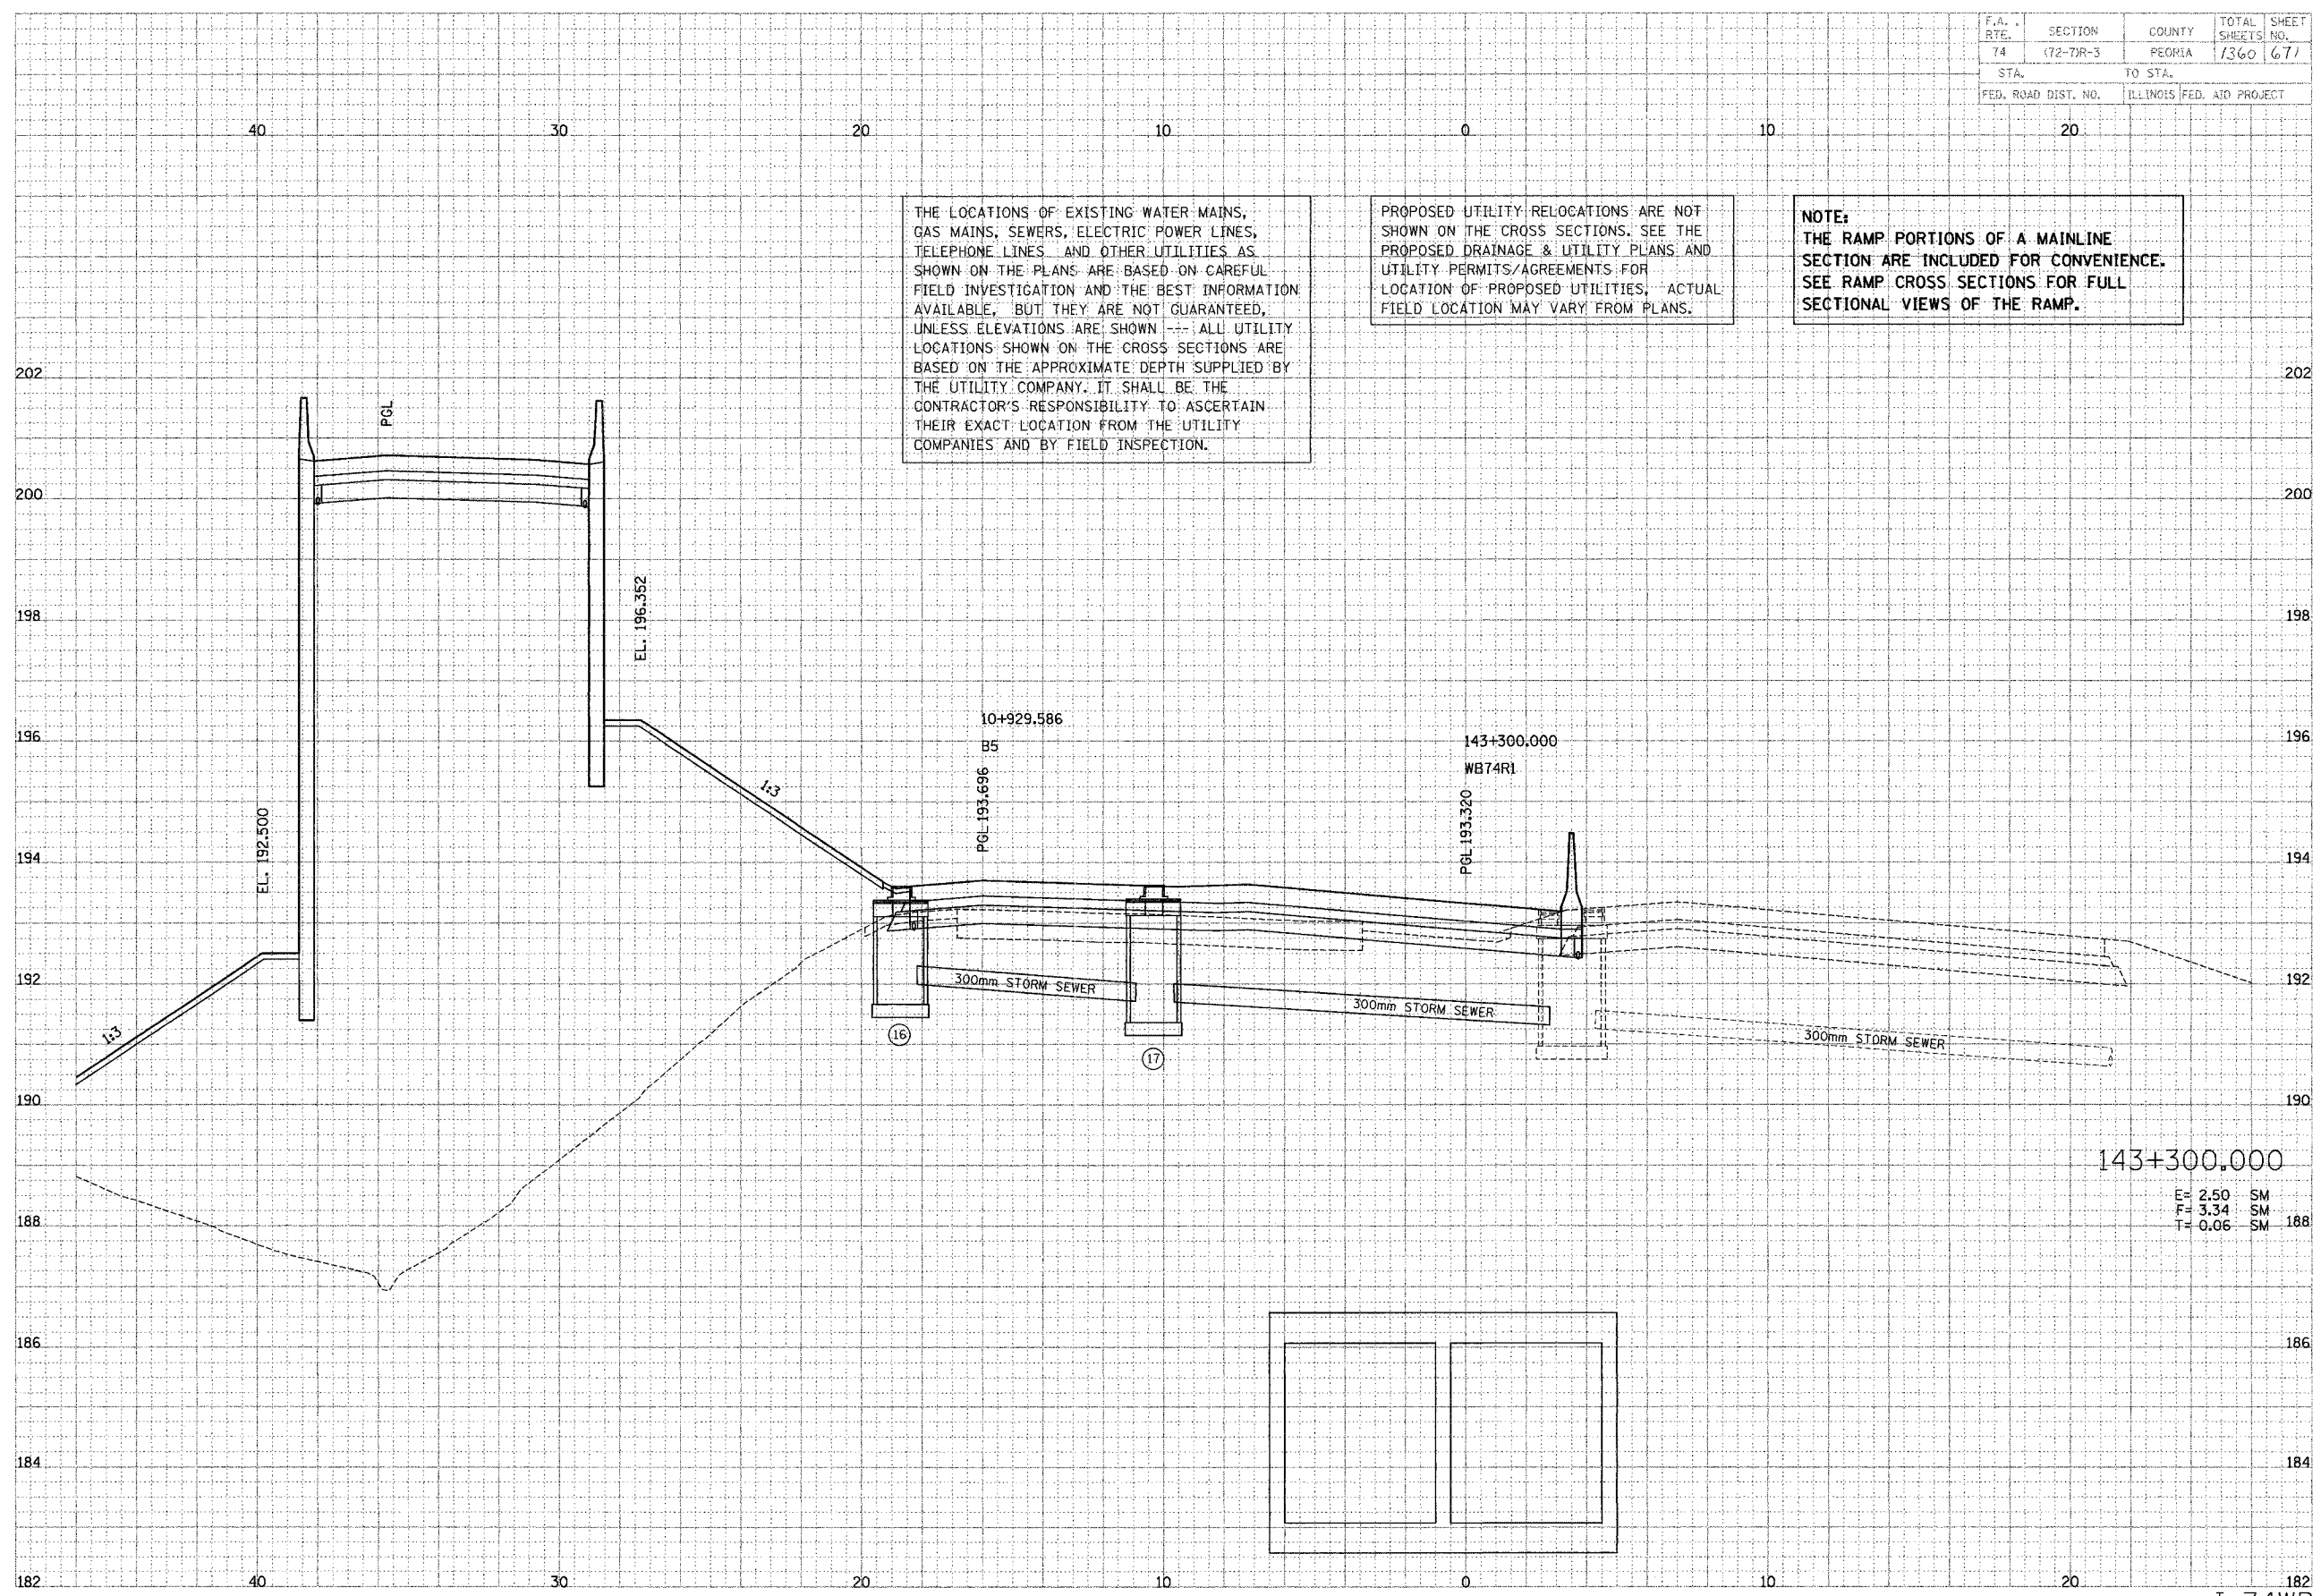 F.A. . RTE. SECTION COUNTY TOTAL SHEETS SHEET NO.
74 (72-7)R-3 PEORIA 1360 671
STA. TO STA.
FED. ROAD DIST. NO. ILLINOIS FED. AID PROJECT
40 30 20 10 0 10 20
THE LOCATIONS OF EXISTING WATER MAINS,
GAS MAINS, SEWERS, ELECTRIC POWER LINES,
TELEPHONE LINES AND OTHER UTILITIES AS
SHOWN ON THE PLANS ARE BASED ON CAREFUL
FIELD INVESTIGATION AND THE BEST INFORMATION
AVAILABLE, BUT THEY ARE NOT GUARANTEED,
UNLESS ELEVATIONS ARE SHOWN --- ALL UTILITY
LOCATIONS SHOWN ON THE CROSS SECTIONS ARE
BASED ON THE APPROXIMATE DEPTH SUPPLIED BY
THE UTILITY COMPANY. IT SHALL BE THE
CONTRACTOR'S RESPONSIBILITY TO ASCERTAIN
THEIR EXACT LOCATION FROM THE UTILITY
COMPANIES AND BY FIELD INSPECTION.
PROPOSED UTILITY RELOCATIONS ARE NOT
SHOWN ON THE CROSS SECTIONS. SEE THE
PROPOSED DRAINAGE & UTILITY PLANS AND
UTILITY PERMITS/AGREEMENTS FOR
LOCATION OF PROPOSED UTILITIES, ACTUAL
FIELD LOCATION MAY VARY FROM PLANS.
NOTE:
THE RAMP PORTIONS OF A MAINLINE
SECTION ARE INCLUDED FOR CONVENIENCE.
SEE RAMP CROSS SECTIONS FOR FULL
SECTIONAL VIEWS OF THE RAMP.
202 202
PGL
200 200
198 198
EL. 196.352
196 196
10+929.586
B5
PGL 193.696
143+300.000
WB74R1
PGL 193.320
1:3
EL. 192.500
194 194
192 192
300mm STORM SEWER
300mm STORM SEWER
300mm STORM SEWER
16
17
1:3
190 190
143+300.000
E= 2.50 SM
F= 3.34 SM
T= 0.06 SM
188 188
186 186
184 184
182 40 30 20 10 0 10 20 182